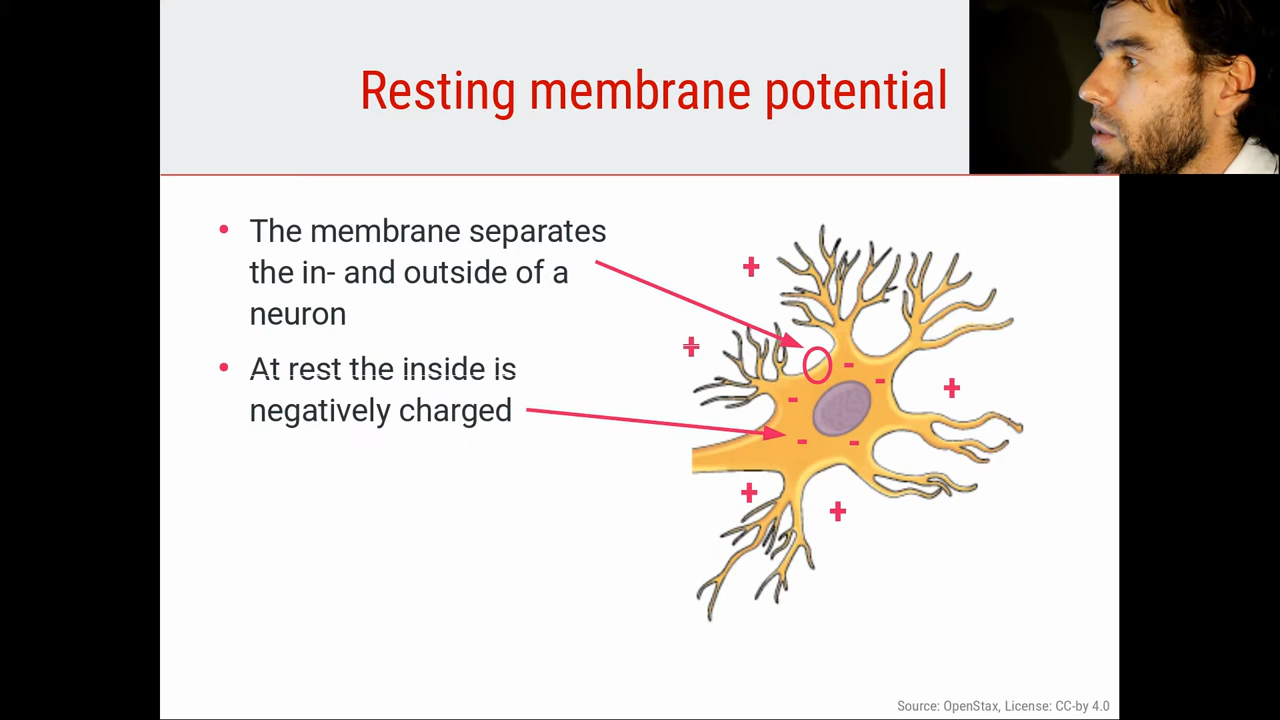 Resting membrane potential
• The membrane separates
the in- and outside of a
neuron
• At rest the inside is
negatively charged
+
+
+
+
+
-
-
-
-
-
Source: OpenStax, License: CC-by 4.0